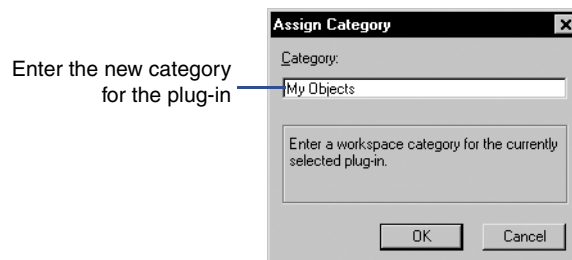 Enter the new category
for the plug-in
Assign Category
Category:
My Objects
Enter a workspace category for the currently
selected plug-in.
OK
Cancel